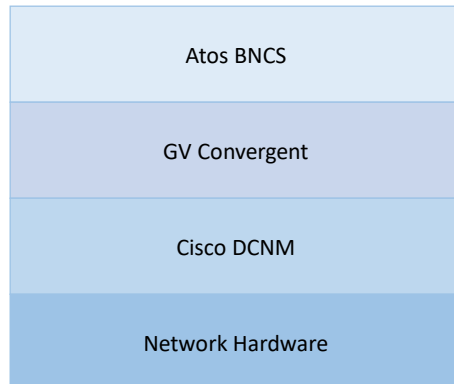 Atos BNCS
GV Convergent
Cisco DCNM
Network Hardware